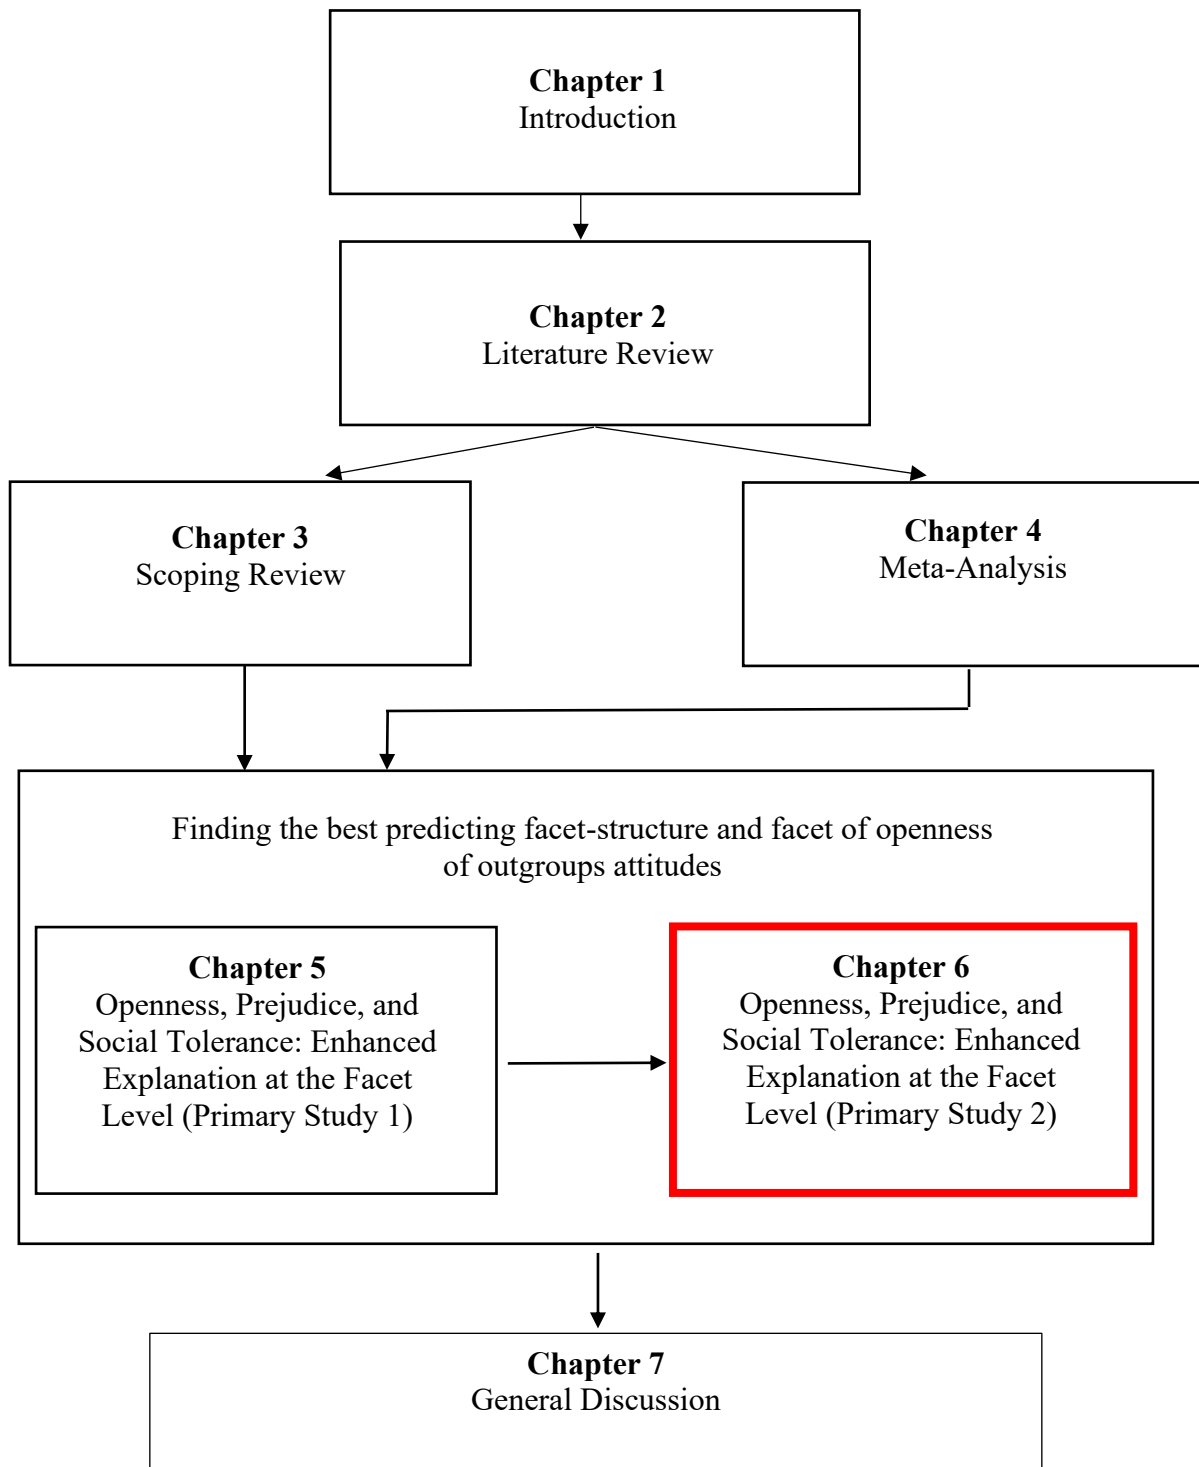 Chapter 1
Introduction
Chapter 2
Literature Review
Chapter 3
Scoping Review
Chapter 4
Meta-Analysis
Finding the best predicting facet-structure and facet of openness
of outgroups attitudes
Chapter 5
Openness, Prejudice, and
Social Tolerance: Enhanced
Explanation at the Facet
Level (Primary Study 1)
Chapter 6
Openness, Prejudice, and
Social Tolerance: Enhanced
Explanation at the Facet
Level (Primary Study 2)
Chapter 7
General Discussion